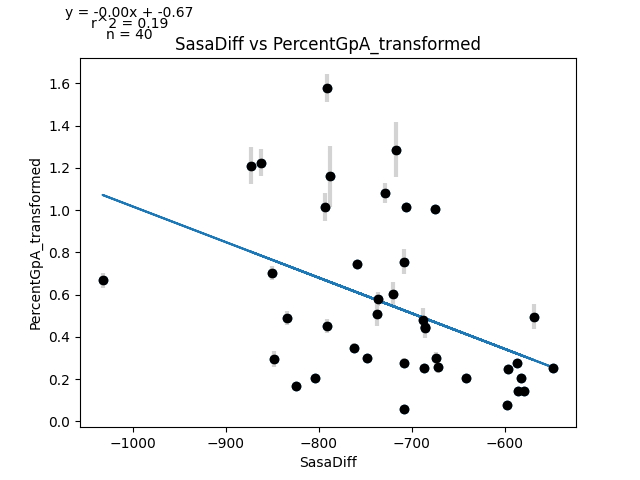 y = -0.00x + -0.67
r^2 = 0.19
n = 40
SasaDiff vs PercentGpA_transformed
PercentGpA_transformed
1.6
1.4
1.2
1.0
0.8
0.6
0.4
0.2
0.0
−1000 −900 −800 −700 −600
SasaDiff